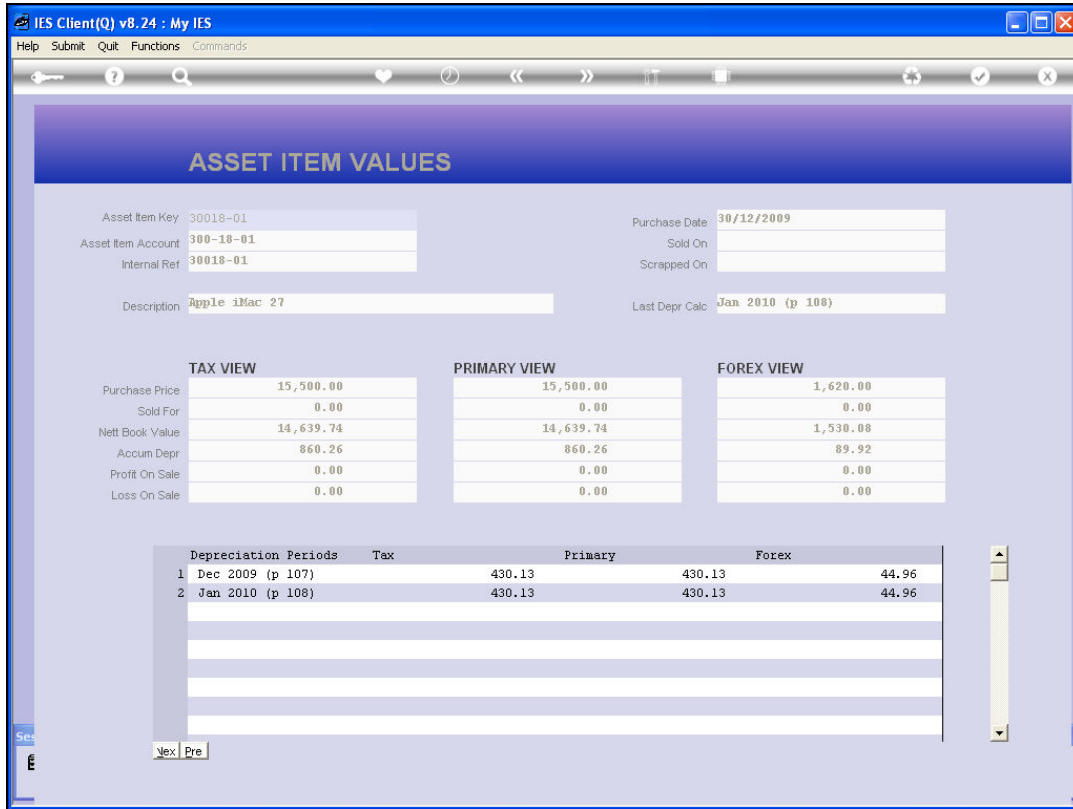 IES Client(Q) v8.24 : My IES
Help Submit Quit Functions Commands
ASSET ITEM VALUES
Asset Item Key 30018-01 Purchase Date 30/12/2009
Asset Item Account 300-18-01 Sold On
Internal Ref 30018-01 Scrapped On
Description Apple iMac 27 Last Depr Calc Jan 2010 (p 108)
TAX VIEW PRIMARY VIEW FOREX VIEW
Purchase Price 15,500.00 15,500.00 1,620.00
Sold For 0.00 0.00 0.00
Nett Book Value 14,639.74 14,639.74 1,530.08
Accum Depr 860.26 860.26 89.92
Profit On Sale 0.00 0.00 0.00
Loss On Sale 0.00 0.00 0.00
Depreciation Periods Tax Primary Forex
1 Dec 2009 (p 107) 430.13 430.13 44.96
2 Jan 2010 (p 108) 430.13 430.13 44.96
Ses
Nex Pre